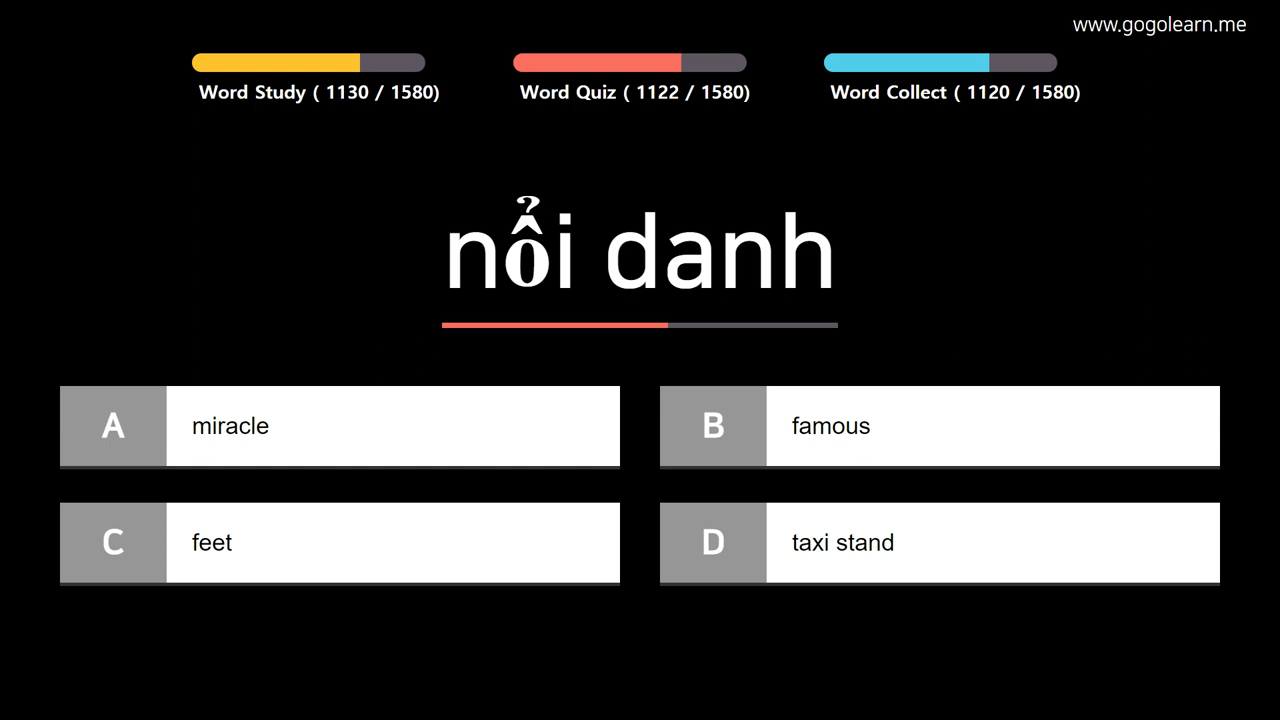 www.gogolearn.me
Word Study ( 1130 / 1580)
Word Quiz ( 1122 / 1580)
Word Collect ( 1120 / 1580)
nổi danh
A miracle
B famous
C feet
D taxi stand